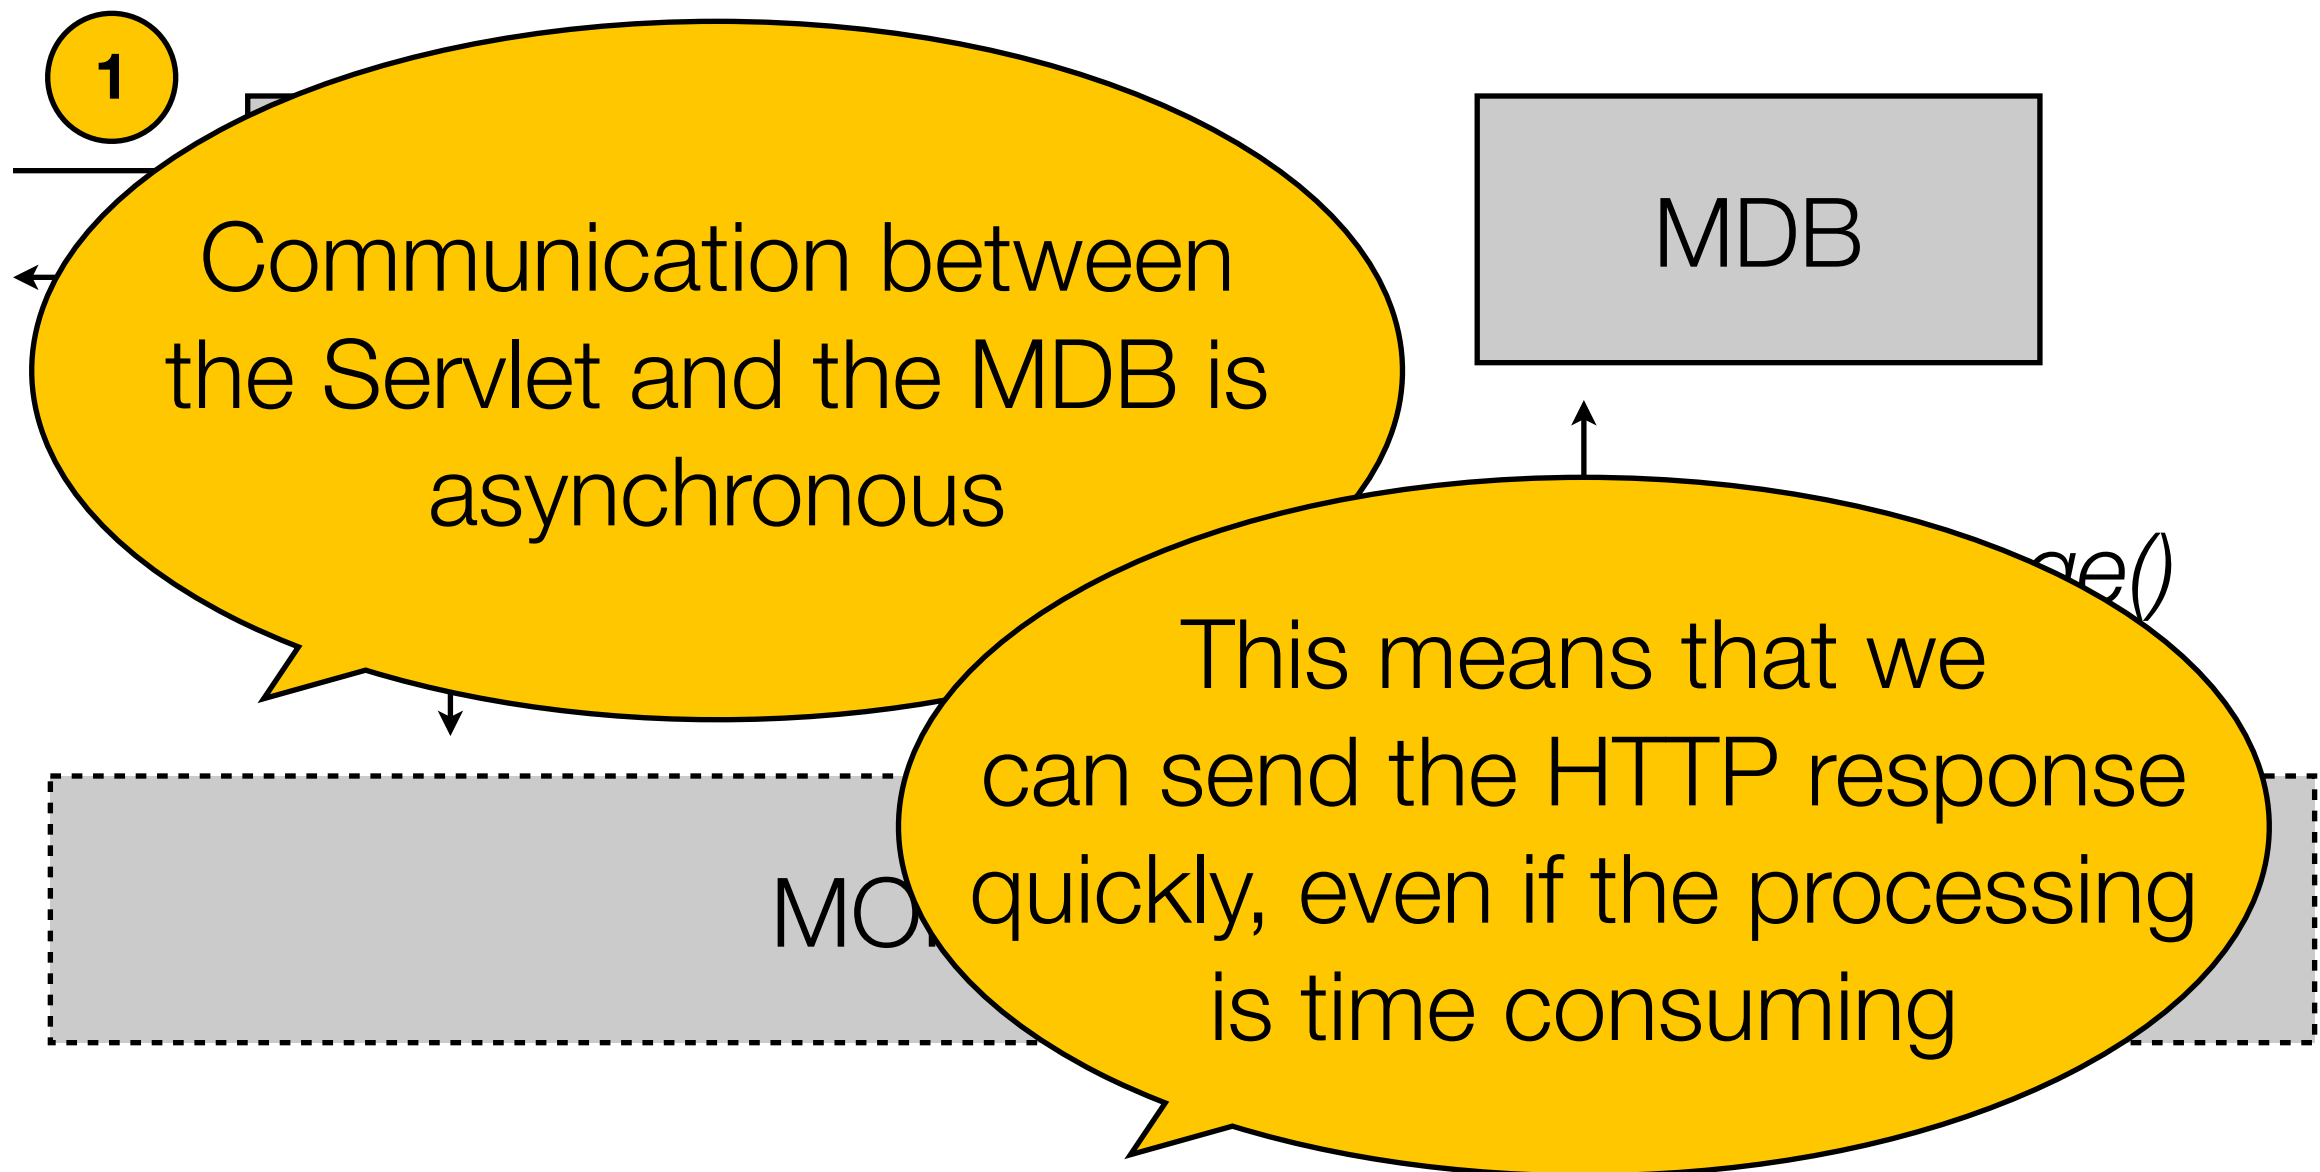 1
Communication between
the Servlet and the MDB is
asynchronous
MDB
This means that we
can send the HTTP response
quickly, even if the processing
is time consuming